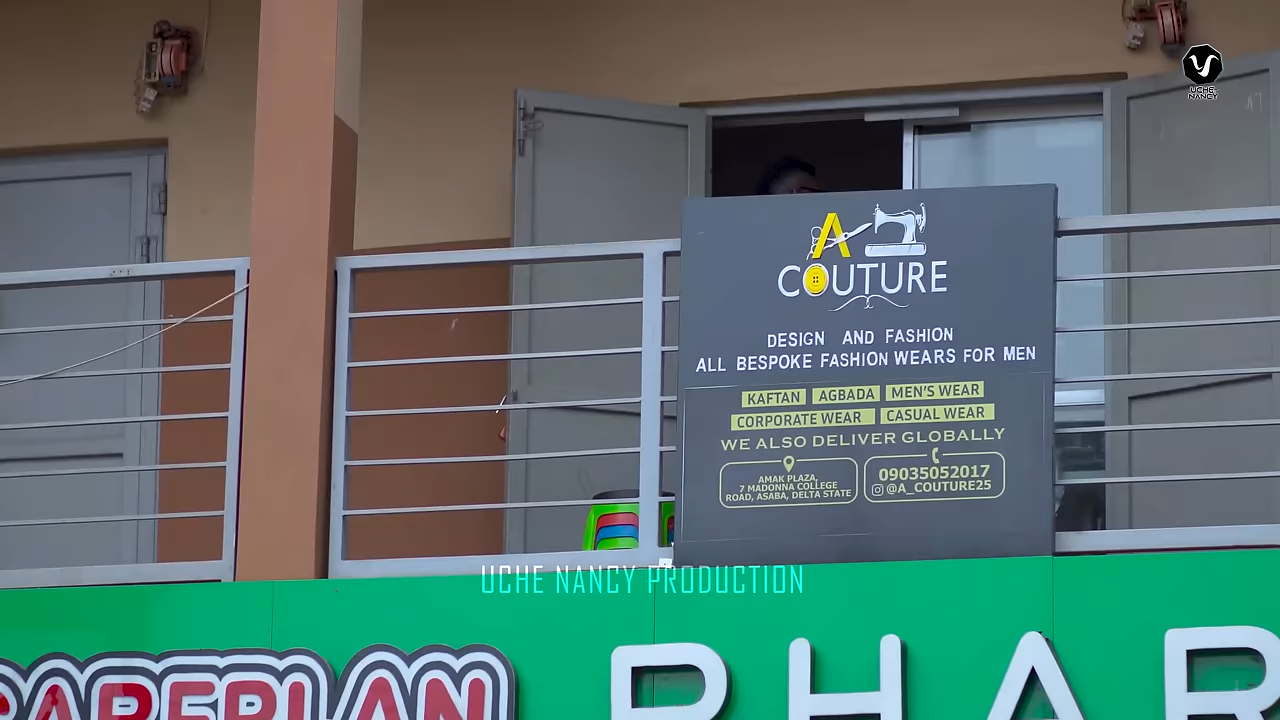 UCHE
NANCY
A
COUTURE
DESIGN AND FASHION
ALL BESPOKE FASHION WEARS FOR MEN
KAFTAN AGBADA MEN'S WEAR
CORPORATE WEAR CASUAL WEAR
WE ALSO DELIVER GLOBALLY
AMAK PLAZA,
7 MADONNA COLLEGE
ROAD, ASABA, DELTA STATE
09035052017
@A_COUTURE25
UCHE NANCY PRODUCTION
PHAR